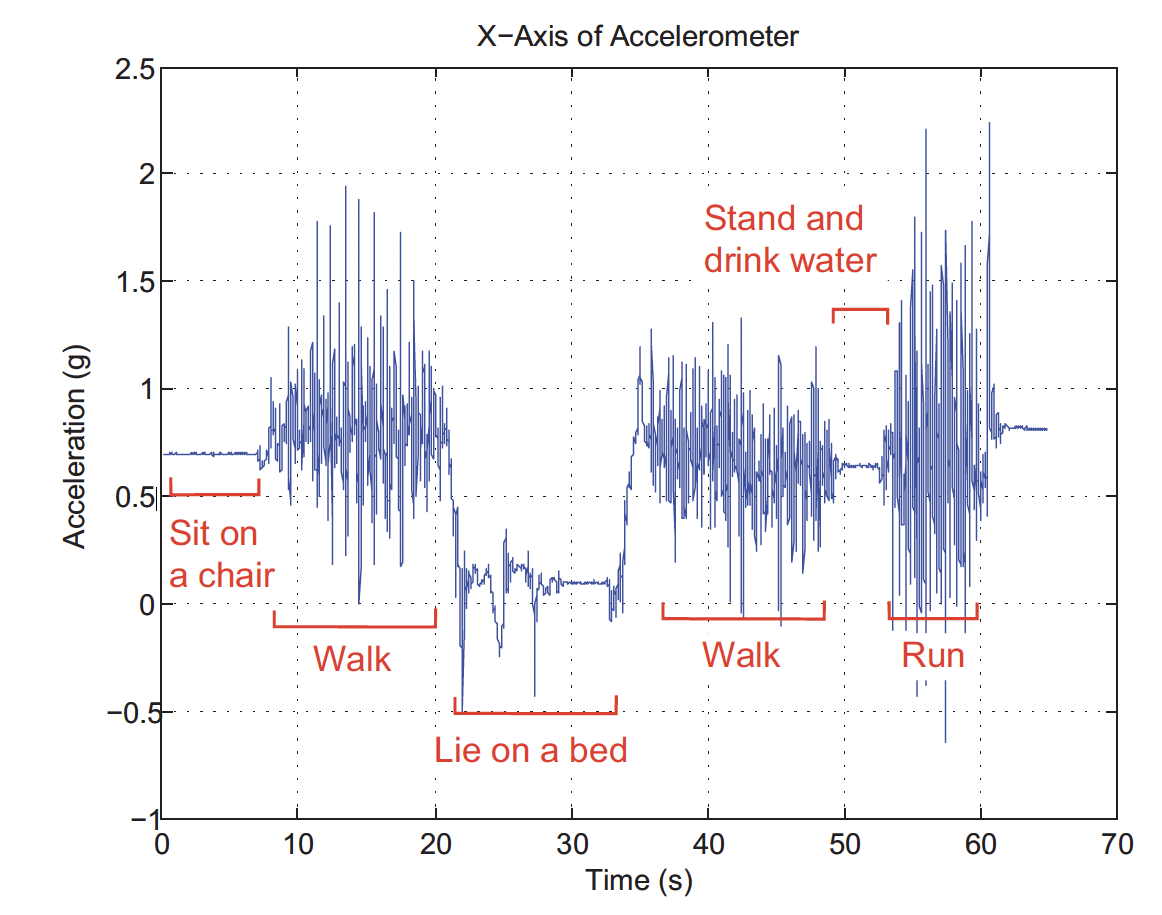 X−Axis of Accelerometer
Acceleration (g)
2.5
2
1.5
1
0.5
0
−0.5
−1
Stand and
drink water
Sit on
a chair
Walk
Walk
Run
Lie on a bed
0 10 20 30 40 50 60 70
Time (s)